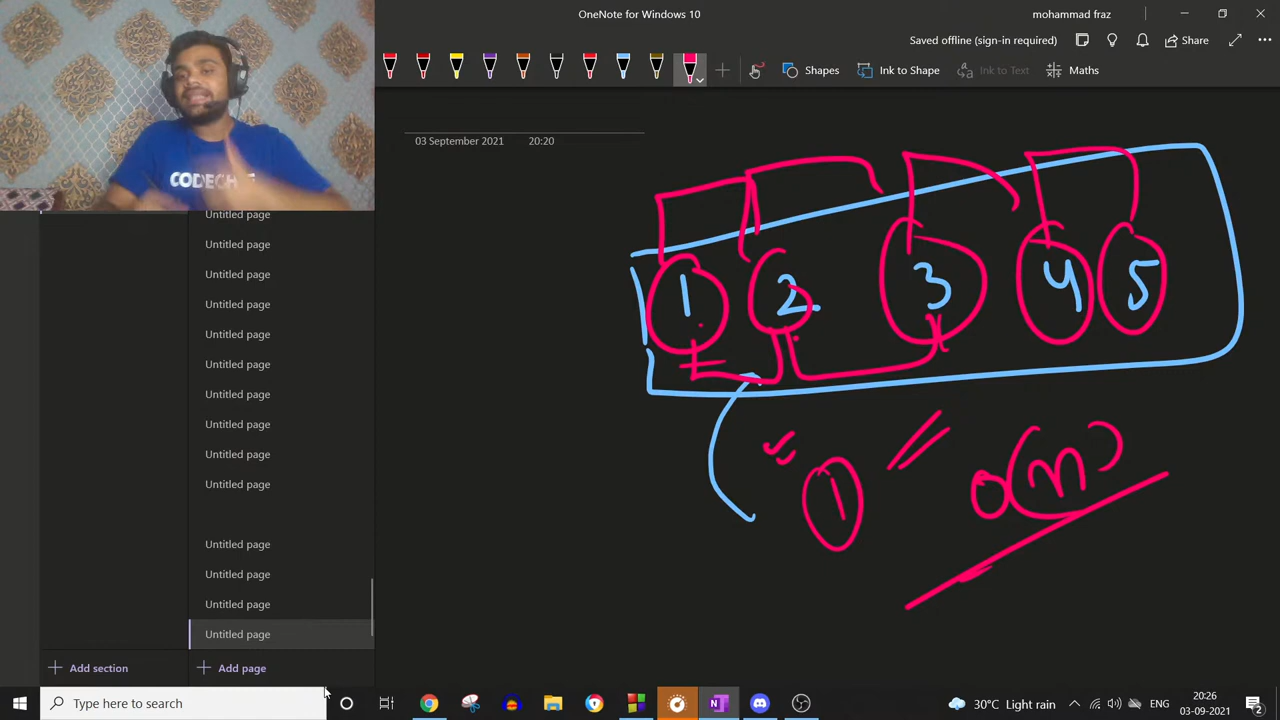 OneNote for Windows 10
mohammad fraz
Saved offline (sign-in required)
Share
Shapes
Ink to Shape
Ink to Text
Maths
03 September 2021 20:20
CODECHE
Untitled page
Untitled page
Untitled page
Untitled page
Untitled page
Untitled page
Untitled page
Untitled page
Untitled page
Untitled page
Untitled page
Untitled page
Untitled page
Untitled page
1 2 3 4 5
"1" O(n)
Add section
Add page
Type here to search
30°C Light rain
ENG
20:26
03-09-2021
2